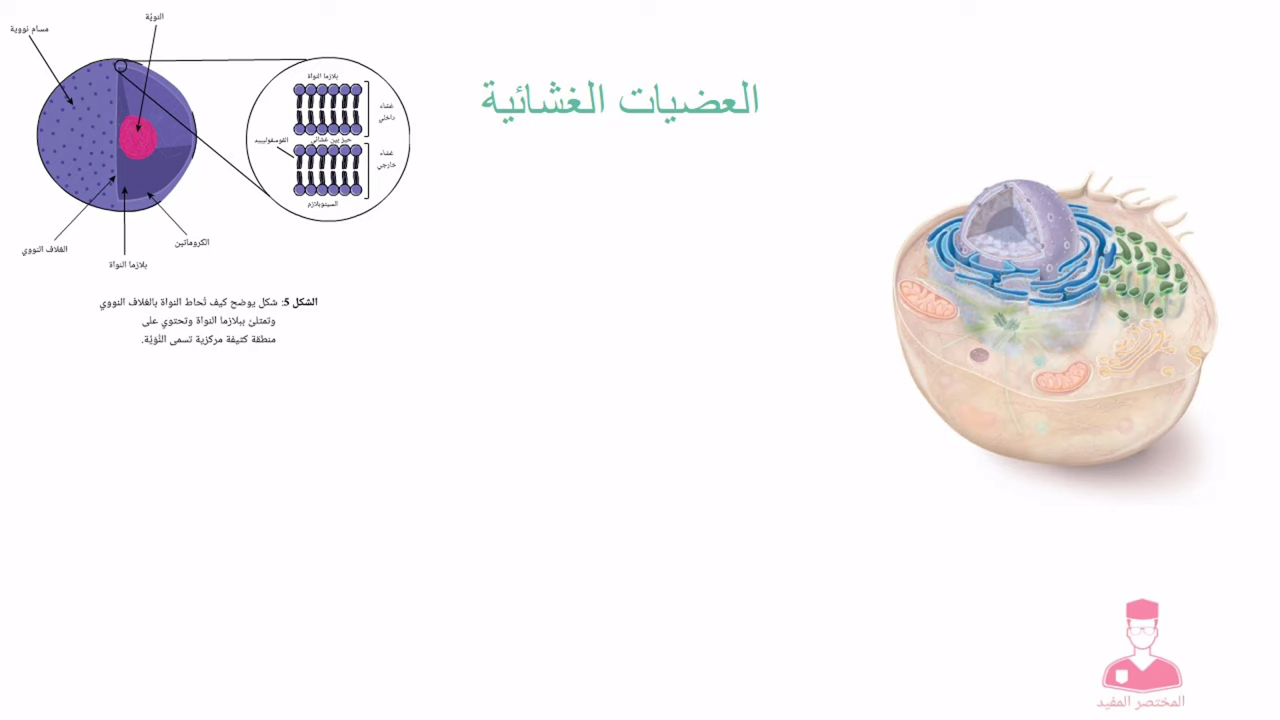 العضيات الغشائية
النويّة
مسام نووية
بلازما النواة
غشاء
داخلي
حيز بين غشائي
الفوسفوليبيد
غشاء
خارجي
السيتوبلازم
الكروماتين
الغلاف النووي
بلازما النواة
الشكل 5: شكل يوضح كيف تُحاط النواة بالغلاف النووي
وتمتلئ ببلازما النواة وتحتوي على
منطقة كثيفة مركزية تسمى النُّوَيَّة.
المختصر المفيد